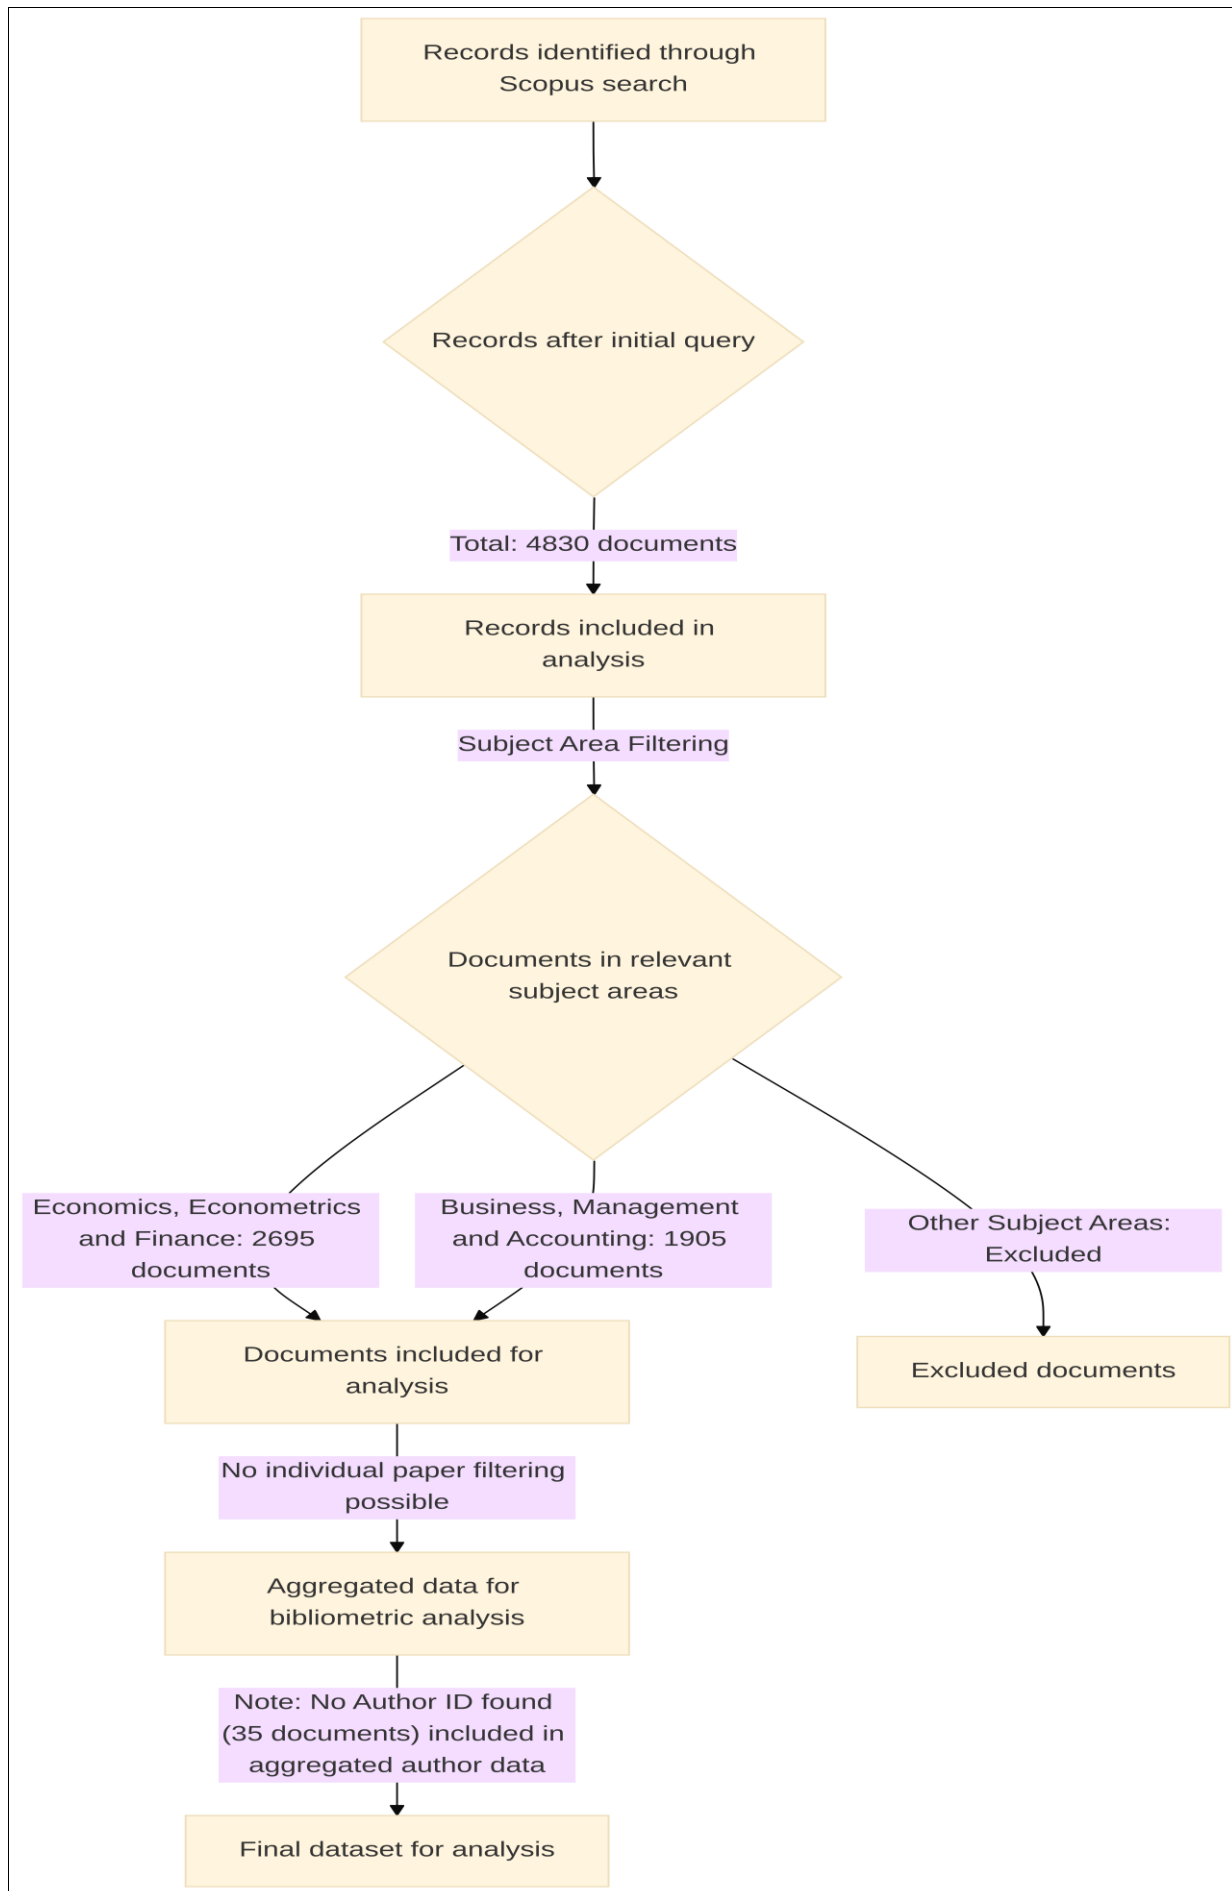 Records identified through
Scopus search
Records after initial query
Total: 4830 documents
Records included in
analysis
Subject Area Filtering
Documents in relevant
subject areas
Economics, Econometrics
and Finance: 2695
documents
Business, Management
and Accounting: 1905
documents
Other Subject Areas:
Excluded
Documents included for
analysis
Excluded documents
No individual paper filtering
possible
Aggregated data for
bibliometric analysis
Note: No Author ID found
(35 documents) included in
aggregated author data
Final dataset for analysis